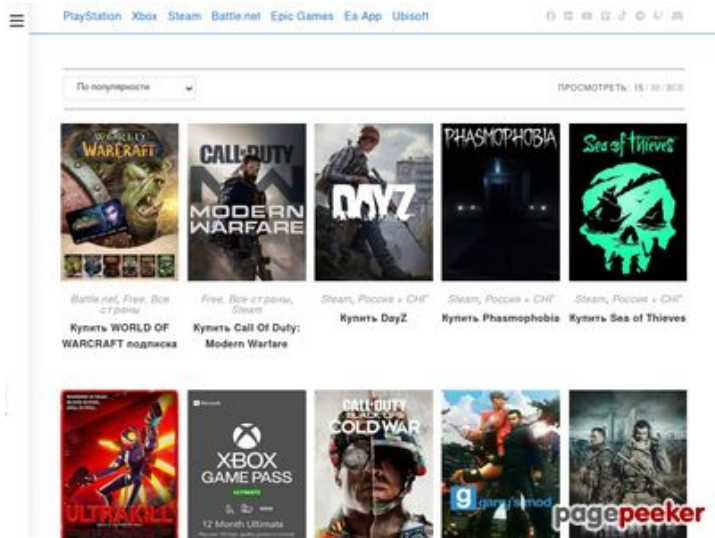 PlayStation Xbox Steam Battle.net Epic Games Ea App Ubisoft
По популярности
ПРОСМОТРЕТЬ: 15 / 30 / ВСЕ
WORLD
WARCRAFT
CALL OF DUTY
MODERN
WARFARE
DAYZ
PHASMOPHOBIA
Sea of Thieves
Battle.net, Free, Все
страны
Купить WORLD OF
WARCRAFT подписка
Free, Все страны,
Steam
Купить Call Of Duty:
Modern Warfare
Steam, Россия + СНГ
Купить DayZ
Steam, Россия + СНГ
Купить Phasmophobia
Steam, Россия + СНГ
Купить Sea of Thieves
ULTRAKILL
XBOX
GAME PASS
ULTIMATE
12 Month Ultimate
CALL OF DUTY
BLACK OPS
COLD WAR
g garry's mod
pagepeeker